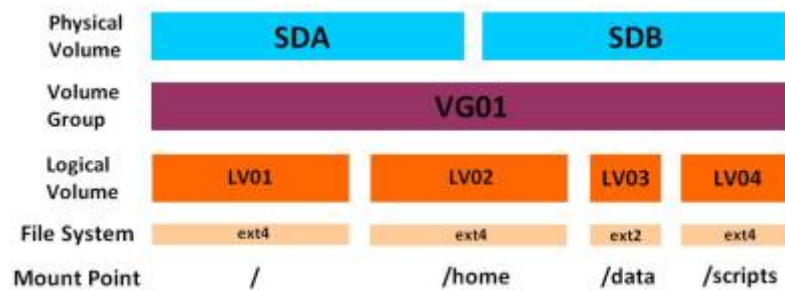 Physical Volume SDA SDB
Volume Group VG01
Logical Volume LV01 LV02 LV03 LV04
File System ext4 ext4 ext2 ext4
Mount Point / /home /data /scripts